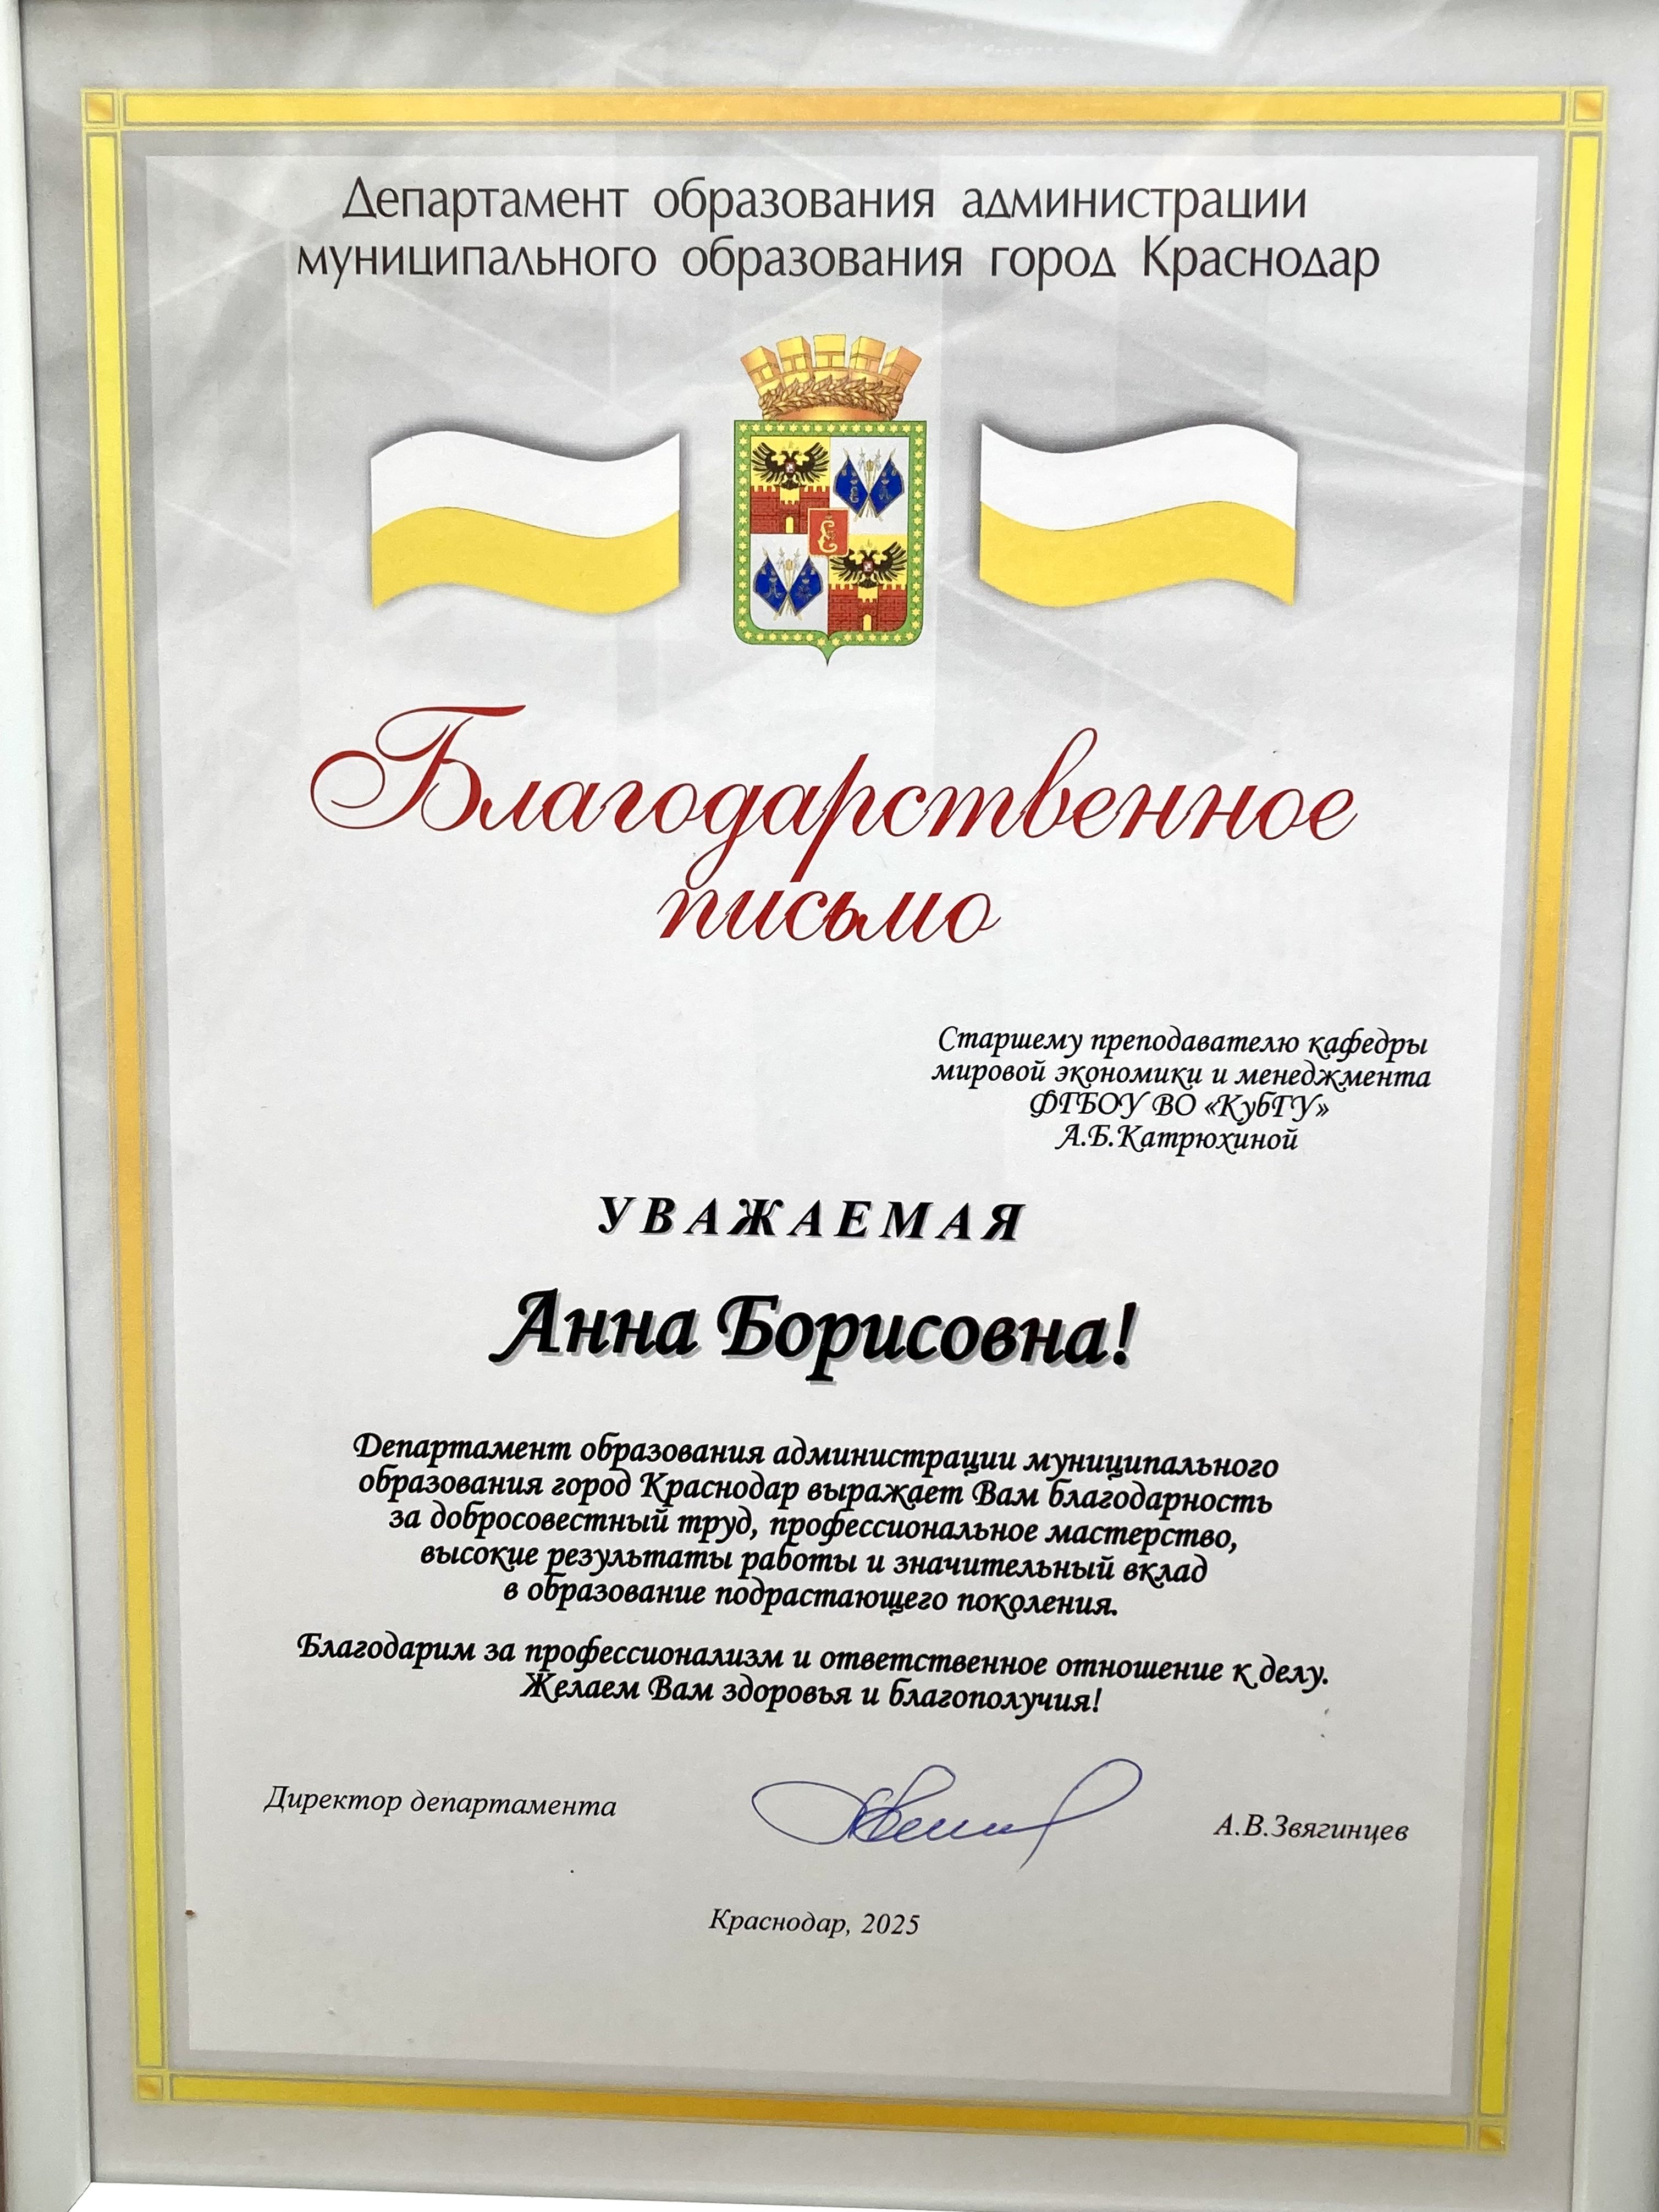 Департамент образования администрации
муниципального образования город Краснодар
Благодарственное
письмо
Старшему преподавателю кафедры
мировой экономики и менеджмента
ФГБОУ ВО «КубГУ»
А.Б.Катрюхиной
УВАЖАЕМАЯ
Анна Борисовна!
Департамент образования администрации муниципального
образования город Краснодар выражает Вам благодарность
за добросовестный труд, профессиональное мастерство,
высокие результаты работы и значительный вклад
в образование подрастающего поколения.
Благодарим за профессионализм и ответственное отношение к делу.
Желаем Вам здоровья и благополучия!
Директор департамента
А.В.Звягинцев
Краснодар, 2025